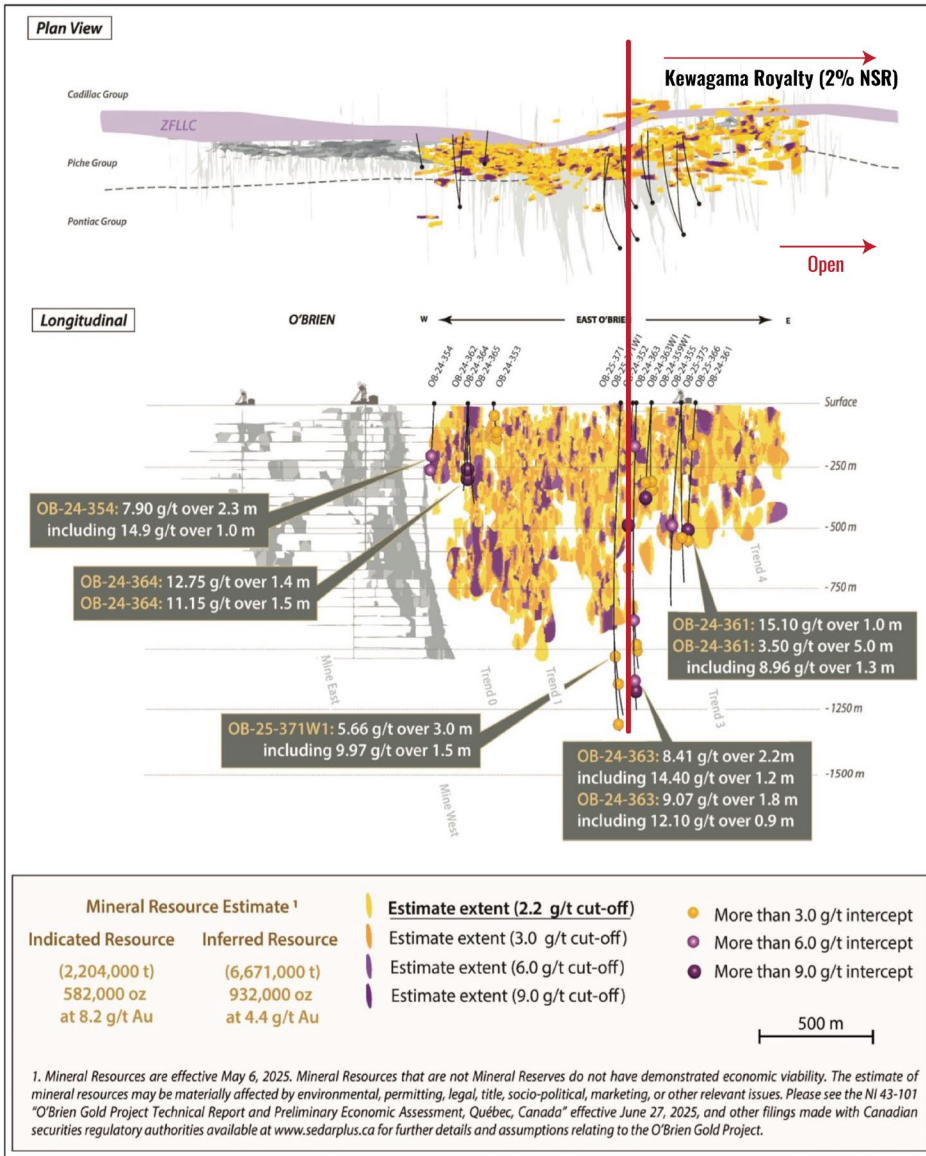 Plan View
Kewagama Royalty (2% NSR)
Cadillac Group
ZFLLC
Piche Group
Pontiac Group
Open
Longitudinal
O'BRIEN
W
EAST O'BRIEN
E
OB-24-354
OB-24-362
OB-24-364
OB-24-365
OB-24-353
OB-25-371
OB-24-352
OB-24-363
OB-24-363W1
OB-24-359W1
OB-24-355
OB-25-375
OB-25-366
OB-24-361
Surface
-250 m
-500 m
-750 m
-1250 m
-1500 m
OB-24-354: 7.90 g/t over 2.3 m
including 14.9 g/t over 1.0 m
OB-24-364: 12.75 g/t over 1.4 m
OB-24-364: 11.15 g/t over 1.5 m
Trend 4
OB-24-361: 15.10 g/t over 1.0 m
OB-24-361: 3.50 g/t over 5.0 m
including 8.96 g/t over 1.3 m
Mine East
Trend 0
Trend 1
Trend 3
OB-25-371W1: 5.66 g/t over 3.0 m
including 9.97 g/t over 1.5 m
OB-24-363: 8.41 g/t over 2.2m
including 14.40 g/t over 1.2 m
OB-24-363: 9.07 g/t over 1.8 m
including 12.10 g/t over 0.9 m
Mine West
Mineral Resource Estimate 1
Indicated Resource
(2,204,000 t)
582,000 oz
at 8.2 g/t Au
Inferred Resource
(6,671,000 t)
932,000 oz
at 4.4 g/t Au
Estimate extent (2.2 g/t cut-off)
Estimate extent (3.0 g/t cut-off)
Estimate extent (6.0 g/t cut-off)
Estimate extent (9.0 g/t cut-off)
More than 3.0 g/t intercept
More than 6.0 g/t intercept
More than 9.0 g/t intercept
500 m
1. Mineral Resources are effective May 6, 2025. Mineral Resources that are not Mineral Reserves do not have demonstrated economic viability. The estimate of
mineral resources may be materially affected by environmental, permitting, legal, title, socio-political, marketing, or other relevant issues. Please see the NI 43-101
"O'Brien Gold Project Technical Report and Preliminary Economic Assessment, Québec, Canada" effective June 27, 2025, and other filings made with Canadian
securities regulatory authorities available at www.sedarplus.ca for further details and assumptions relating to the O'Brien Gold Project.